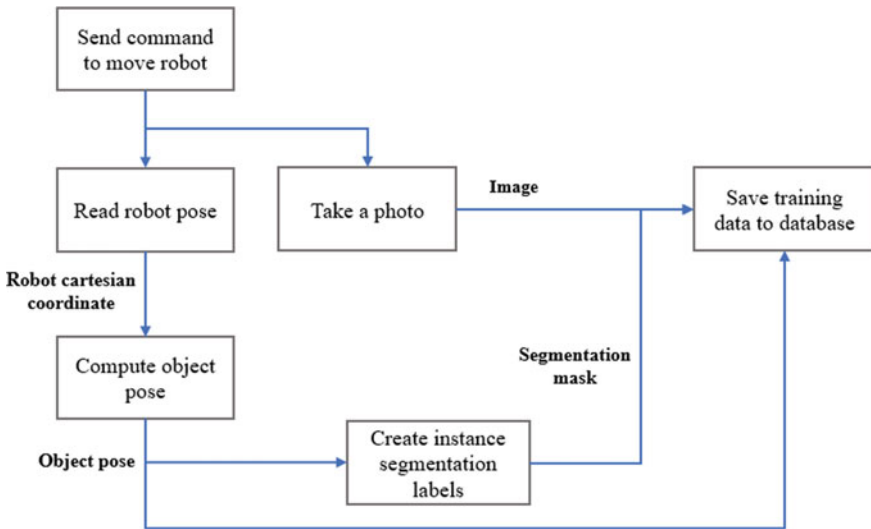 Send command
to move robot
Read robot pose
Take a photo
Image
Save training
data to database
Robot cartesian
coordinate
Compute object
pose
Segmentation
mask
Object pose
Create instance
segmentation
labels